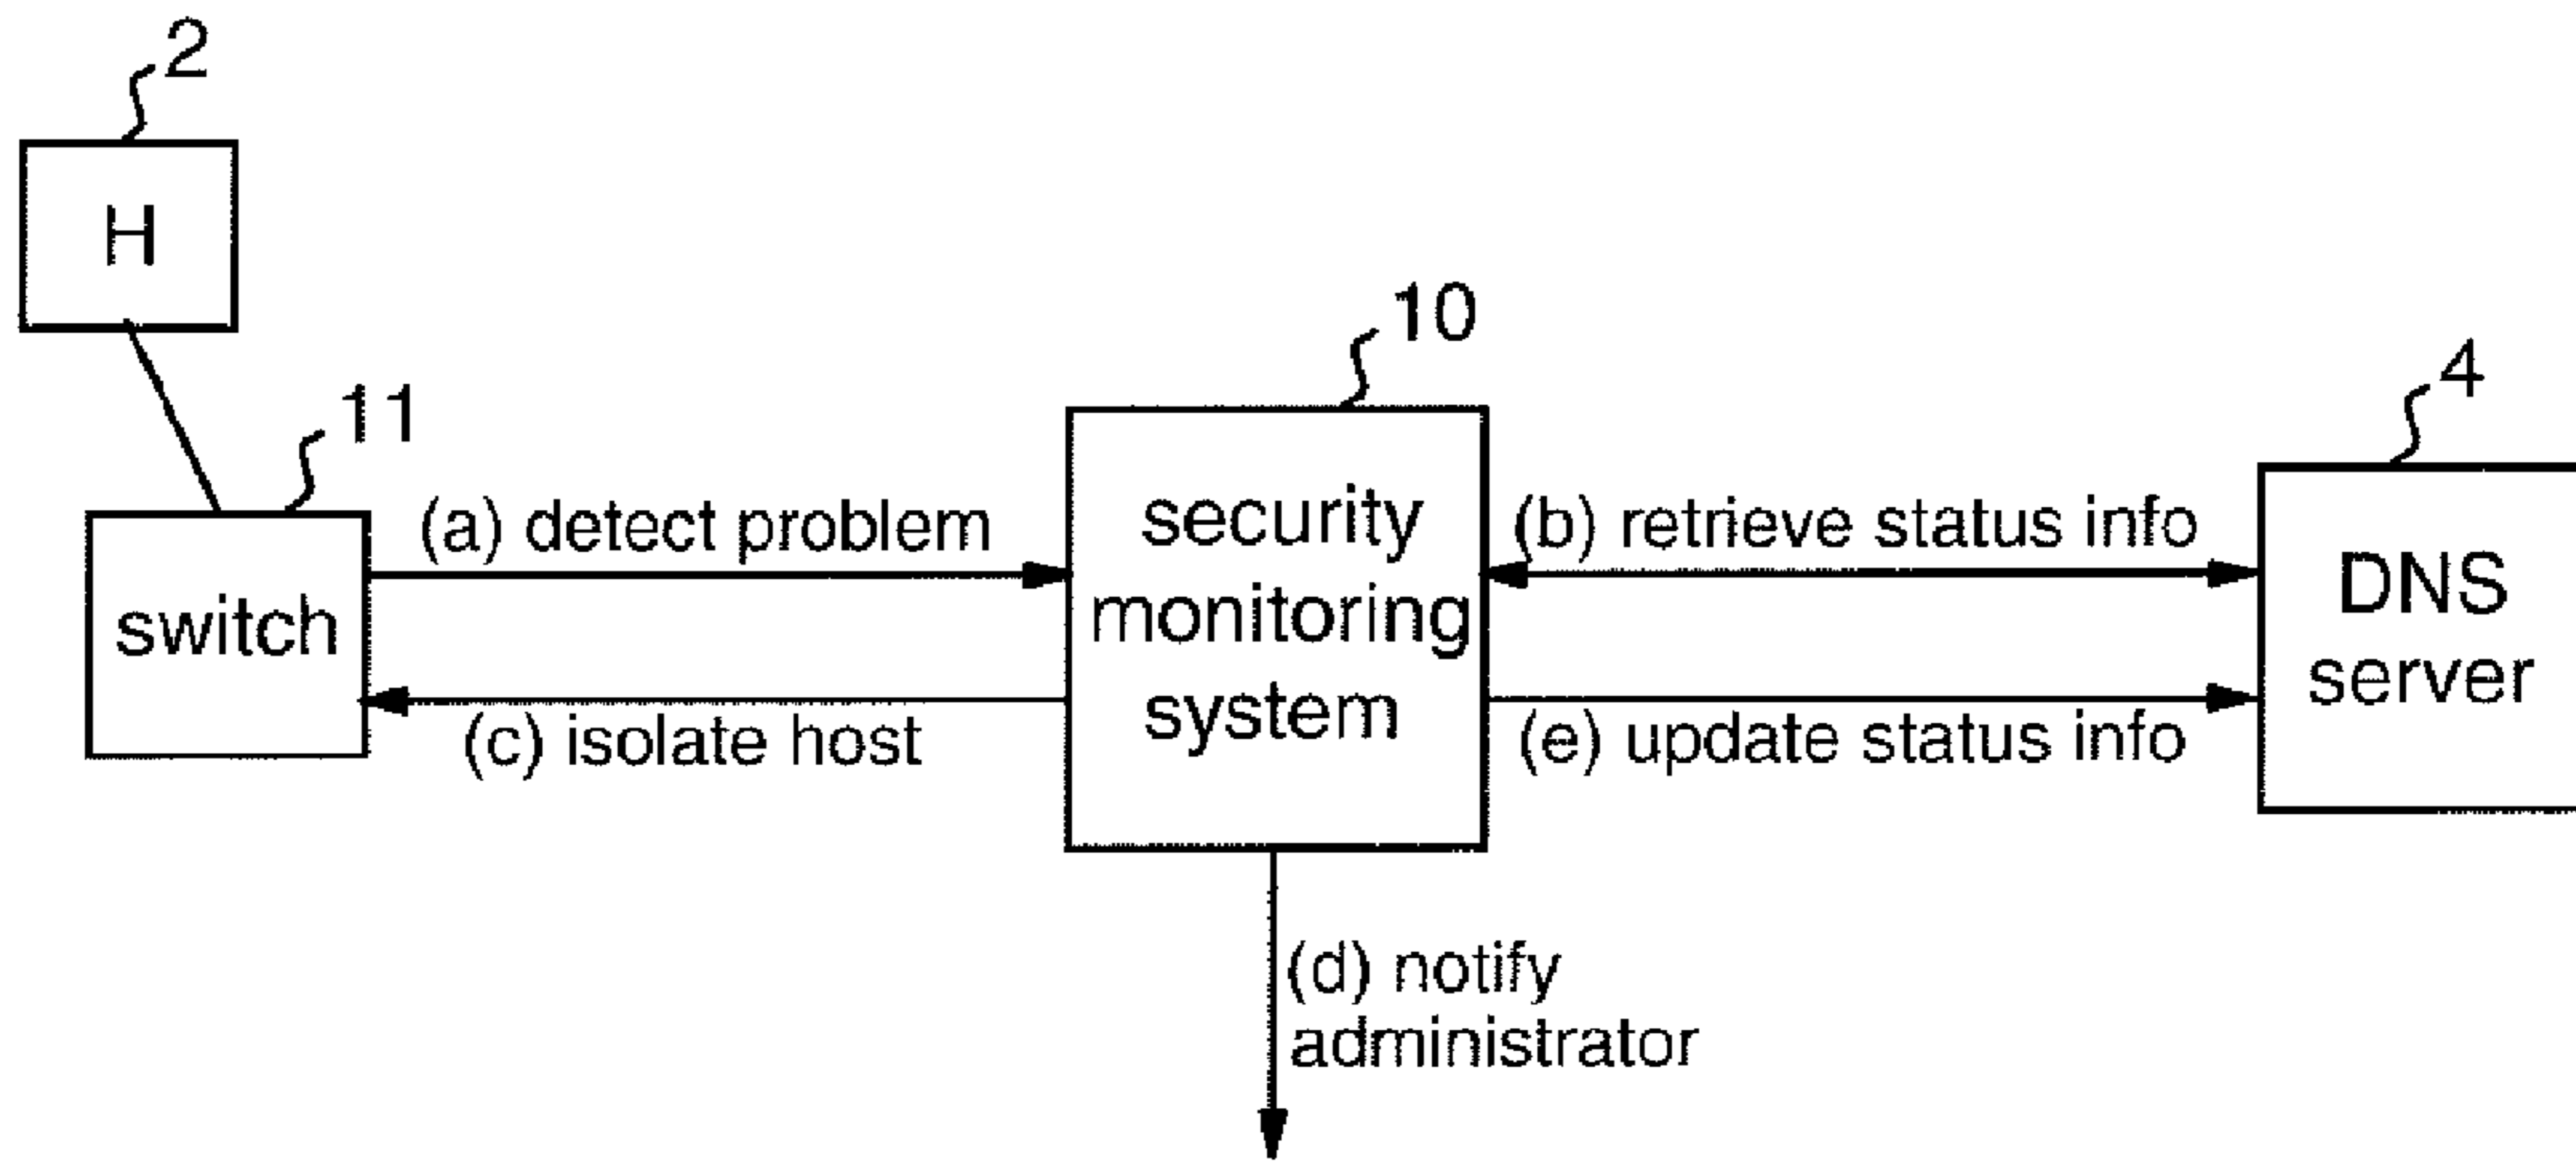 2
H
10
4
11
(a) detect problem
switch
(c) isolate host
security
monitoring
system
(b) retrieve status info
(e) update status info
DNS
server
(d) notify
administrator